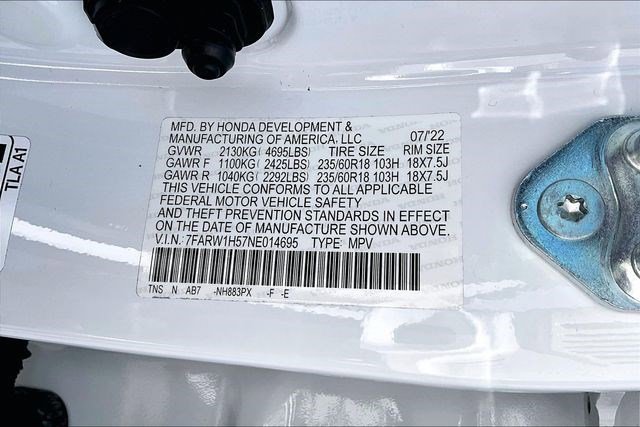 MFD. BY HONDA DEVELOPMENT &
MANUFACTURING OF AMERICA, LLC 07/'22
GVWR 2130KG ( 4695LBS) TIRE SIZE RIM SIZE
GAWR F 1100KG ( 2425LBS) 235/60R18 103H 18X7.5J
GAWR R 1040KG ( 2292LBS) 235/60R18 103H 18X7.5J
THIS VEHICLE CONFORMS TO ALL APPLICABLE
FEDERAL MOTOR VEHICLE SAFETY
AND THEFT PREVENTION STANDARDS IN EFFECT
ON THE DATE OF MANUFACTURE SHOWN ABOVE.
V.I.N.: 7FARW1H57NE014695 TYPE: MPV
TNS N AB7 -NH883PX -F -E
TLA A1